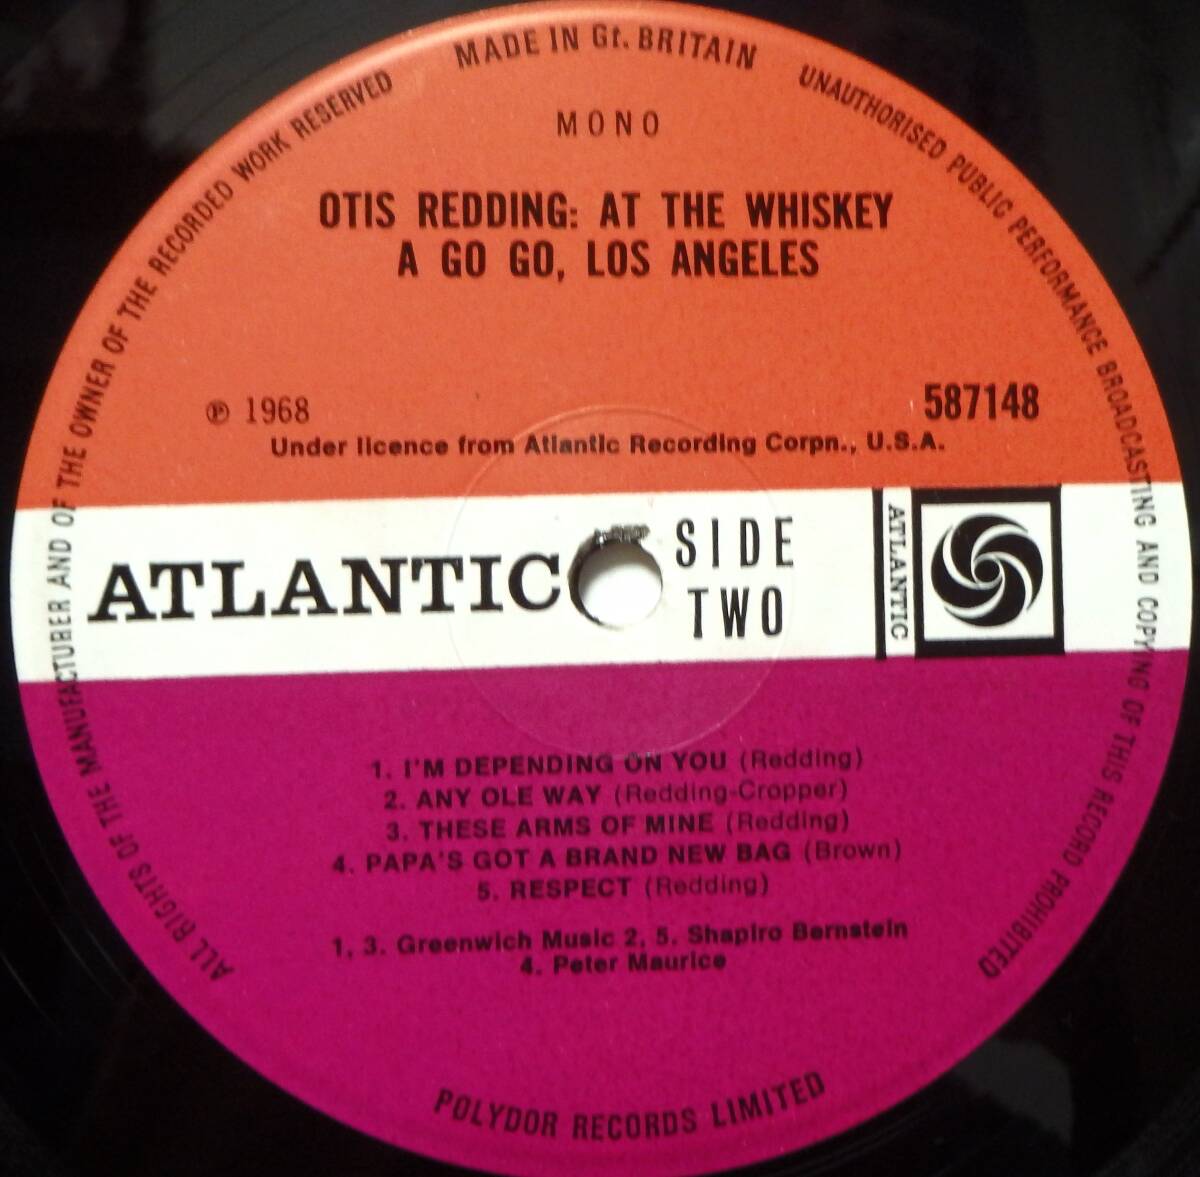 MADE IN Gt. BRITAIN
UNAUTHORISED PUBLIC PERFORMANCE BROADCASTING AND COPYING OF THIS RECORD PROHIBITED
ALL RIGHTS OF THE MANUFACTURER AND OF THE OWNER OF THE RECORDED WORK RESERVED
MONO
OTIS REDDING: AT THE WHISKEY
A GO GO, LOS ANGELES
℗ 1968
587148
Under licence from Atlantic Recording Corpn., U.S.A.
ATLANTIC
SIDE
TWO
ATLANTIC
1. I'M DEPENDING ON YOU (Redding)
2. ANY OLE WAY (Redding-Cropper)
3. THESE ARMS OF MINE (Redding)
4. PAPA'S GOT A BRAND NEW BAG (Brown)
5. RESPECT (Redding)
1, 3. Greenwich Music 2, 5. Shapiro Bernstein
4. Peter Maurice
POLYDOR RECORDS LIMITED